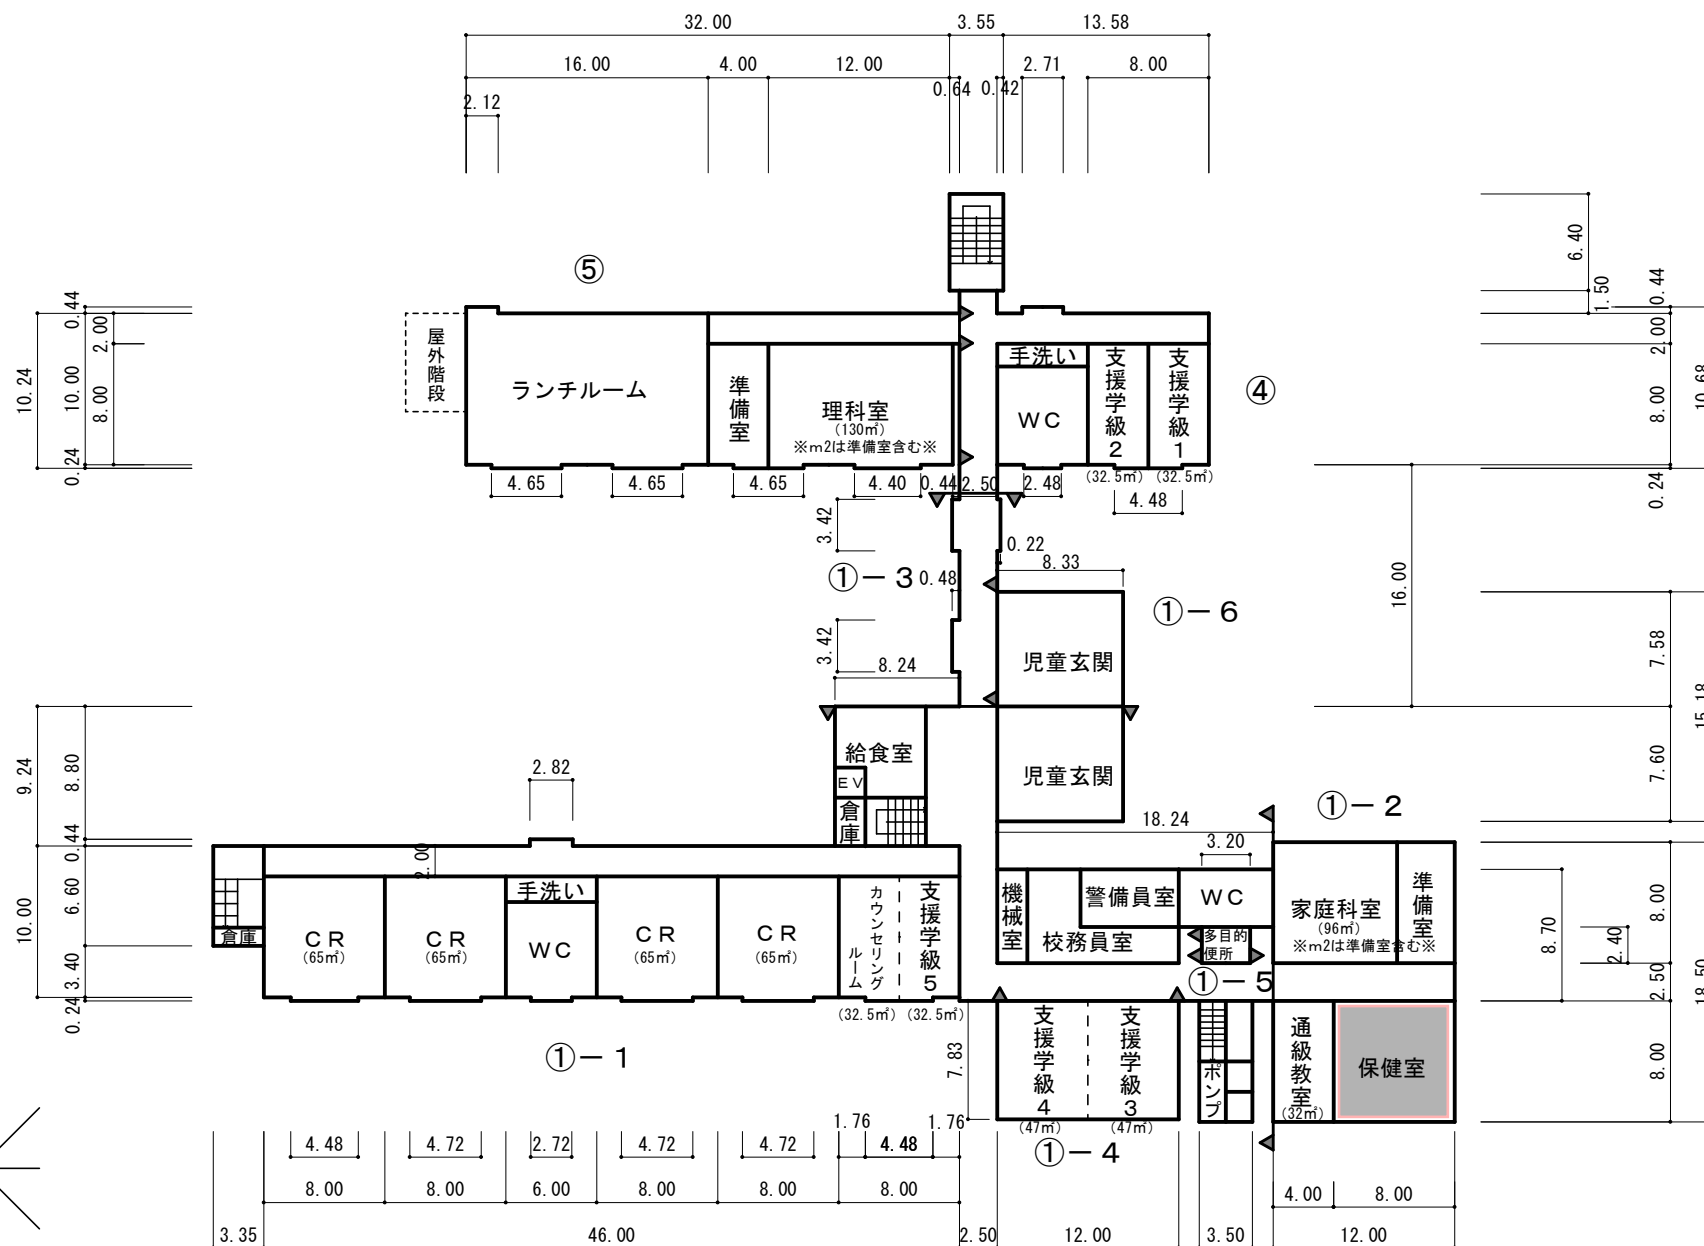 32.00
3.55
13.58
16.00
4.00
12.00
2.71
8.00
0.64
0.42
2.12
6.40
1.50
0.44
⑤
0.44
2.00
10.24
10.00
8.00
0.24
屋外階段
ランチルーム
準備室
理科室
(130㎡)
※m2は準備室含む※
手洗い
WC
支援学級2
(32.5㎡)
支援学級1
(32.5㎡)
④
2.00
8.00
10.68
0.24
4.65
4.65
4.65
4.40
0.44
2.50
2.48
4.48
3.42
0.22
8.33
①－3
0.48
①－6
16.00
3.42
8.24
児童玄関
7.58
15.18
給食室
EV
倉庫
児童玄関
7.60
9.24
8.80
2.82
①－2
18.24
3.20
0.44
2.00
10.00
6.60
3.40
0.24
倉庫
CR
(65㎡)
CR
(65㎡)
手洗い
WC
CR
(65㎡)
CR
(65㎡)
カウンセリング
ルーム
(32.5㎡)
支援学級5
(32.5㎡)
機械室
警備員室
校務員室
WC
多目的
便所
家庭科室
(96㎡)
※m2は準備室含む※
準備室
8.70
2.40
8.00
2.50
18.50
8.00
①－5
①－1
7.83
支援学級4
(47㎡)
支援学級3
(47㎡)
ポンプ
通級教室
(32㎡)
保健室
①－4
1.76
1.76
4.48
4.72
2.72
4.72
4.72
4.48
8.00
8.00
6.00
8.00
8.00
8.00
4.00
8.00
3.35
46.00
2.50
12.00
3.50
12.00